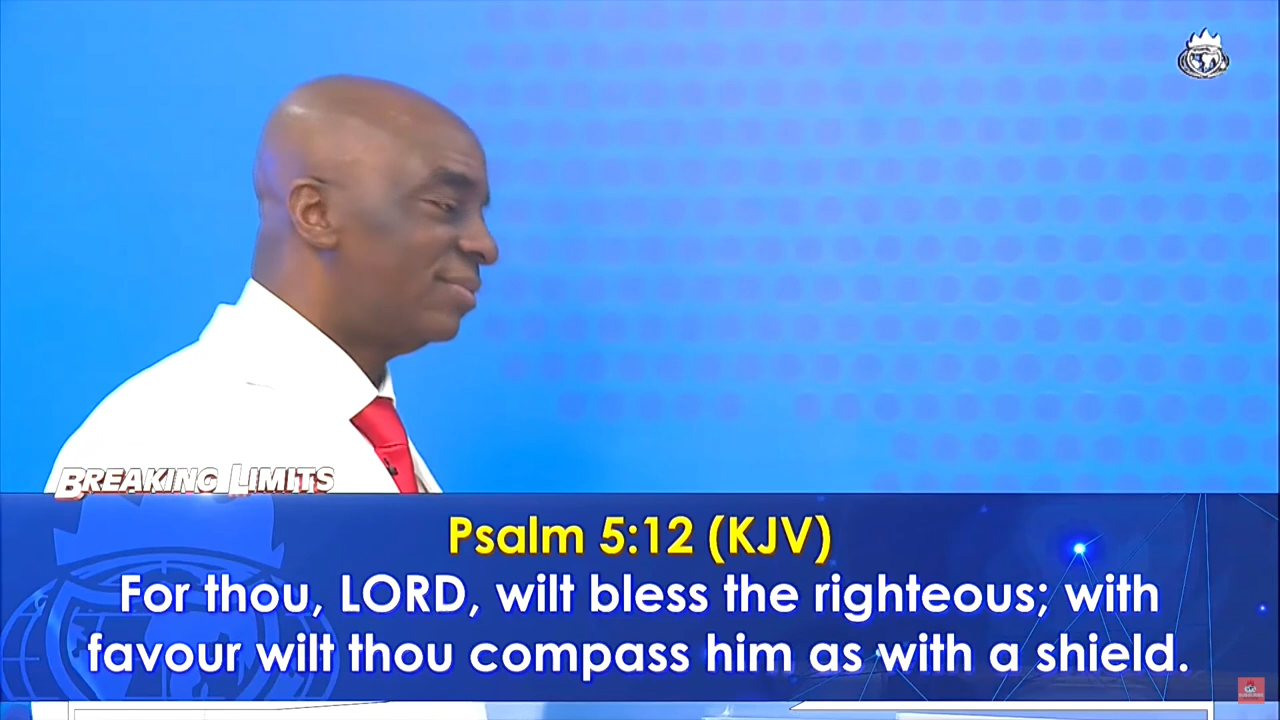 BREAKING LIMITS
Psalm 5:12 (KJV)
For thou, LORD, wilt bless the righteous; with
favour wilt thou compass him as with a shield.
SUBSCRIBE